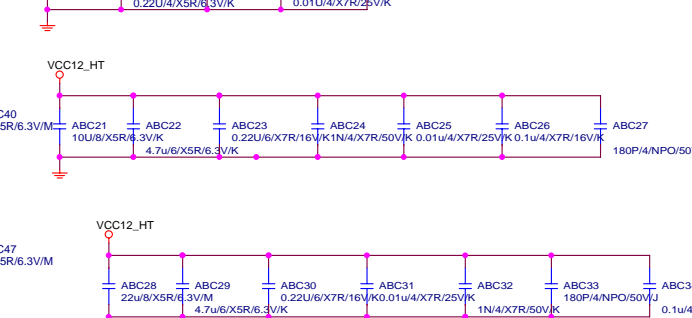 0.22U/4/X5R/6.3V/K
0.01U/4/X7R/25V/K
VCC12_HT
C40
5R/6.3V/M
ABC21
10U/8/X5R/6.3V/K
ABC22
4.7u/6/X5R/6.3V/K
ABC23
0.22U/6/X7R/16V/K
ABC24
1N/4/X7R/50V/K
ABC25
0.01u/4/X7R/25V/K
ABC26
0.1u/4/X7R/16V/K
ABC27
180P/4/NPO/50
VCC12_HT
C47
5R/6.3V/M
ABC28
22u/8/X5R/6.3V/M
ABC29
4.7u/6/X5R/6.3V/K
ABC30
0.22U/6/X7R/16V/K
ABC31
0.01u/4/X7R/25V/K
ABC32
1N/4/X7R/50V/K
ABC33
180P/4/NPO/50V/J
ABC3
0.1u/4